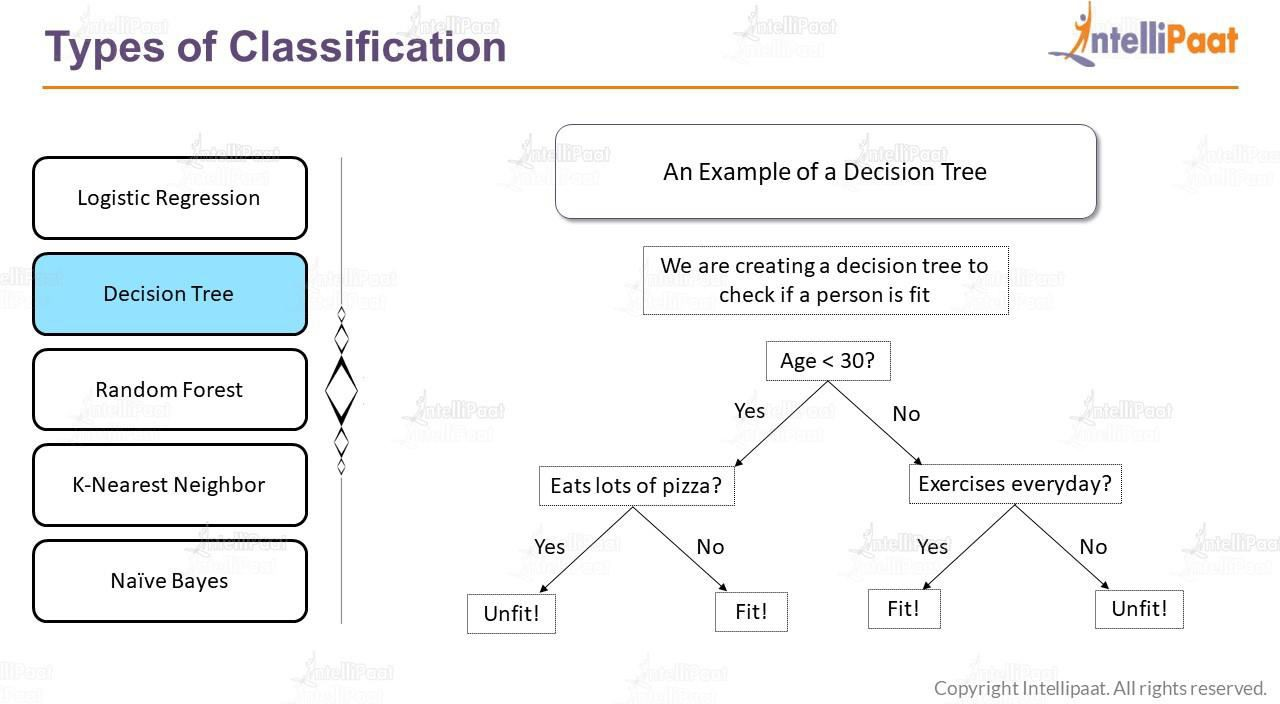 Types of Classification
IntelliPaat
Logistic Regression
Decision Tree
Random Forest
K-Nearest Neighbor
Naïve Bayes
An Example of a Decision Tree
We are creating a decision tree to
check if a person is fit
Age < 30?
Yes
No
Eats lots of pizza?
Exercises everyday?
Yes
No
Yes
No
Unfit!
Fit!
Fit!
Unfit!
Copyright Intellipaat. All rights reserved.